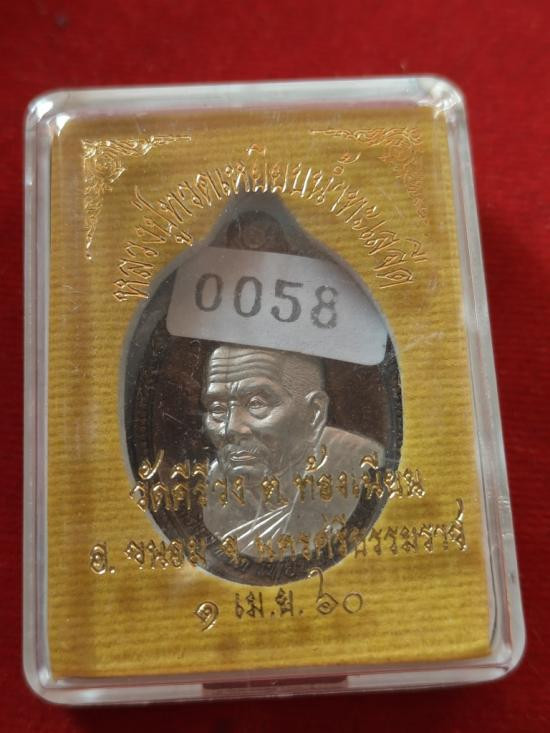 หลวงปู่ทวดเหยียบน้ำทะเลจืด
0058
วัดคีรีวง ต.ท้องเนียน
อ. ขนอม จ. นครศรีธรรมราช
๑ เม.ย. ๖๐